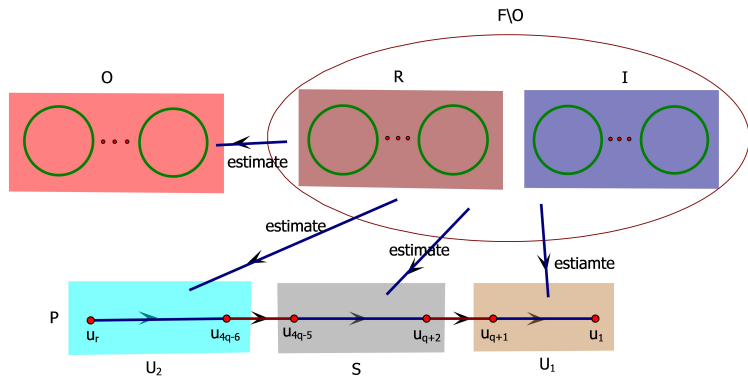 F\O
O R I
estimate
estimate estimate estiamte
P
u_r u_{4q-6} u_{4q-5} u_{q+2} u_{q+1} u_1
U_2 S U_1